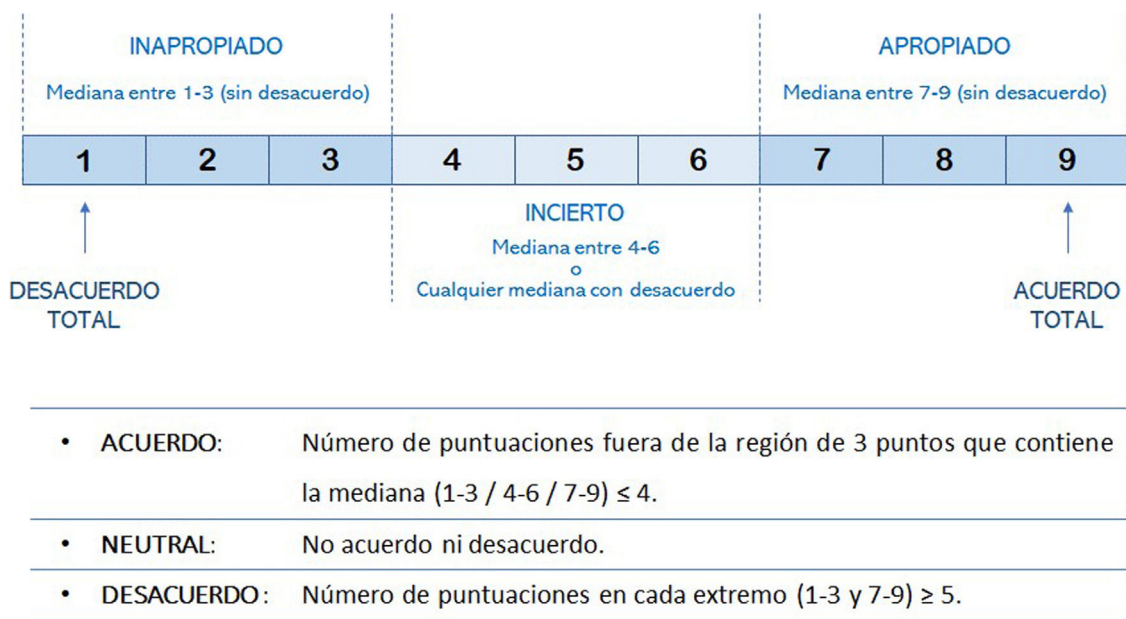 INAPROPIADO
APROPIADO
Mediana entre 1-3 (sin desacuerdo)
Mediana entre 7-9 (sin desacuerdo)
1 2 3 4 5 6 7 8 9
INCIERTO
Mediana entre 4-6
o
Cualquier mediana con desacuerdo
DESACUERDO
TOTAL
ACUERDO
TOTAL
• ACUERDO: Número de puntuaciones fuera de la región de 3 puntos que contiene
la mediana (1-3 / 4-6 / 7-9) ≤ 4.
• NEUTRAL: No acuerdo ni desacuerdo.
• DESACUERDO: Número de puntuaciones en cada extremo (1-3 y 7-9) ≥ 5.